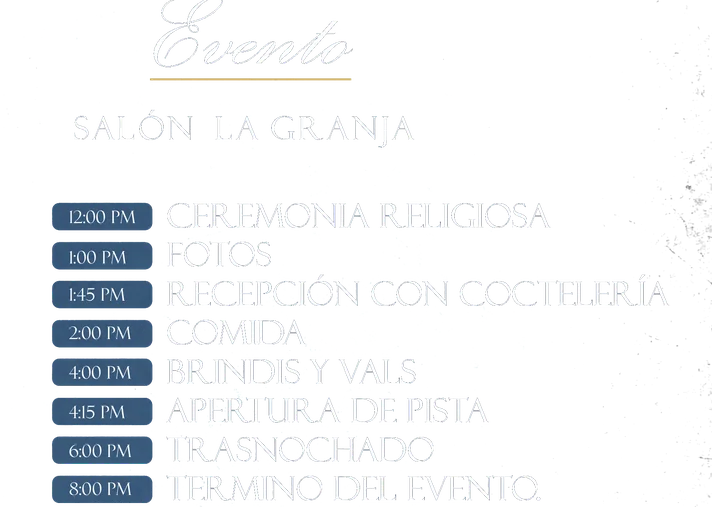 Evento
SALÓN LA GRANJA
12:00 PM CEREMONIA RELIGIOSA
1:00 PM FOTOS
1:45 PM RECEPCIÓN CON COCTELERÍA
2:00 PM COMIDA
4:00 PM BRINDIS Y VALS
4:15 PM APERTURA DE PISTA
6:00 PM TRASNOCHADO
8:00 PM TERMINO DEL EVENTO.